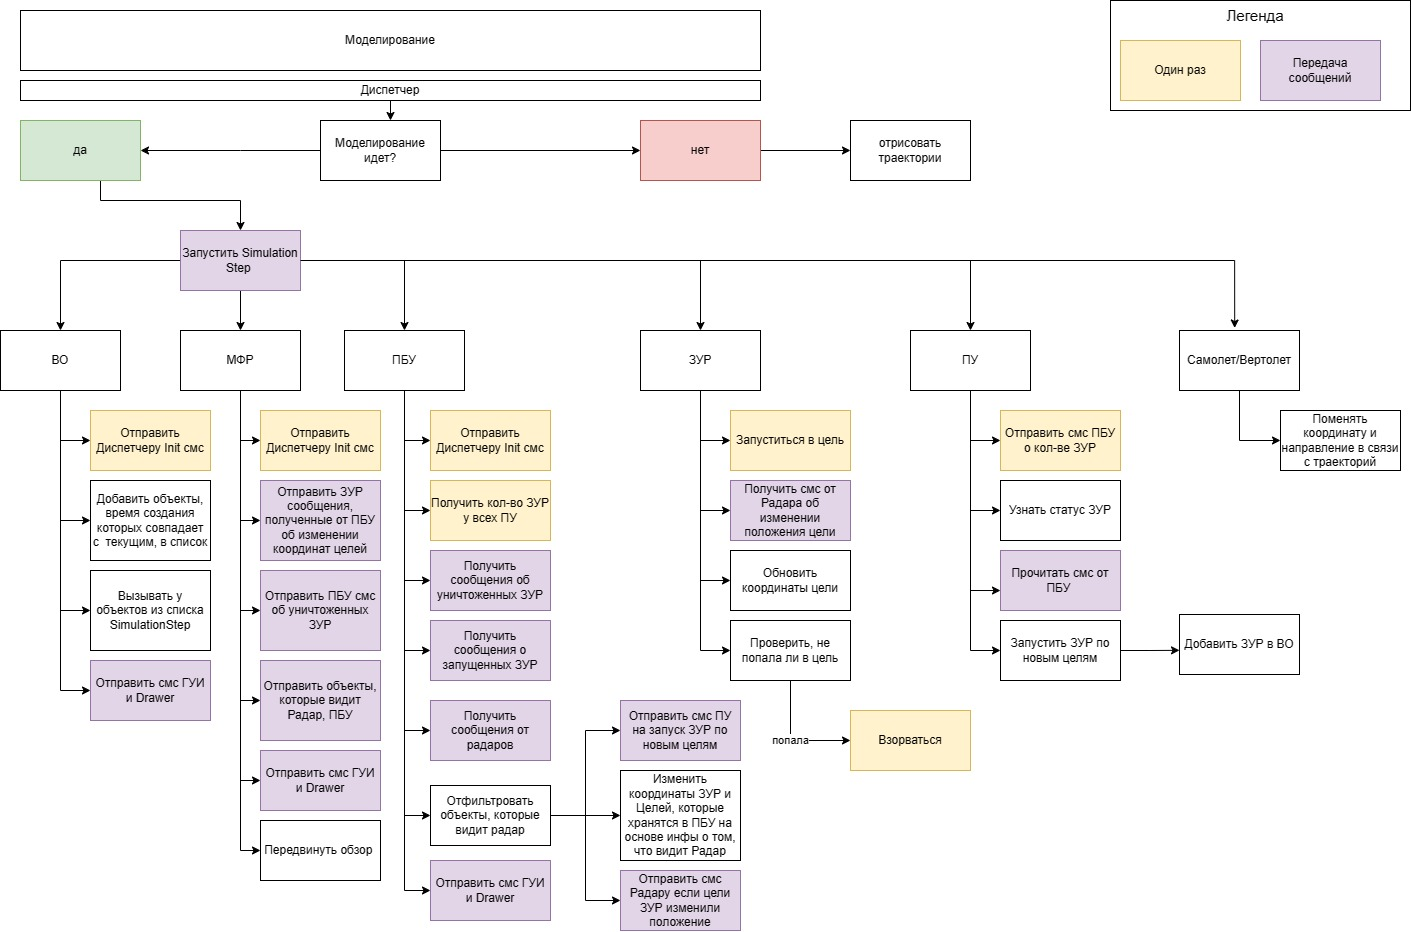 Моделирование
Диспетчер
Легенда
Один раз
Передача
сообщений
да
Моделирование
идет?
нет
отрисовать
траектории
Запустить Simulation
Step
ВО
МФР
ПБУ
ЗУР
ПУ
Самолет/Вертолет
Отправить
Диспетчеру Init смс
Добавить объекты,
время создания
которых совпадает
с текущим, в список
Вызывать у
объектов из списка
SimulationStep
Отправить смс ГУИ
и Drawer
Отправить
Диспетчеру Init смс
Отправить ЗУР
сообщения,
полученные от ПБУ
об изменении
координат целей
Отправить ПБУ смс
об уничтоженных
ЗУР
Отправить объекты,
которые видит
Радар, ПБУ
Отправить смс ГУИ
и Drawer
Передвинуть обзор
Отправить
Диспетчеру Init смс
Получить кол-во ЗУР
у всех ПУ
Получить
сообщения об
уничтоженных ЗУР
Получить
сообщения о
запущенных ЗУР
Получить
сообщения от
радаров
Отфильтровать
объекты, которые
видит радар
Отправить смс ГУИ
и Drawer
Отправить смс ПУ
на запуск ЗУР по
новым целям
Изменить
координаты ЗУР и
Целей, которые
хранятся в ПБУ на
основе инфы о том,
что видит Радар
Отправить смс
Радару если цели
ЗУР изменили
положение
Запуститься в цель
Получить смс от
Радара об
изменении
положения цели
Обновить
координаты цели
Проверить, не
попала ли в цель
попала
Взорваться
Отправить смс ПБУ
о кол-ве ЗУР
Узнать статус ЗУР
Прочитать смс от
ПБУ
Запустить ЗУР по
новым целям
Добавить ЗУР в ВО
Поменять
координату и
направление в связи
с траекторий